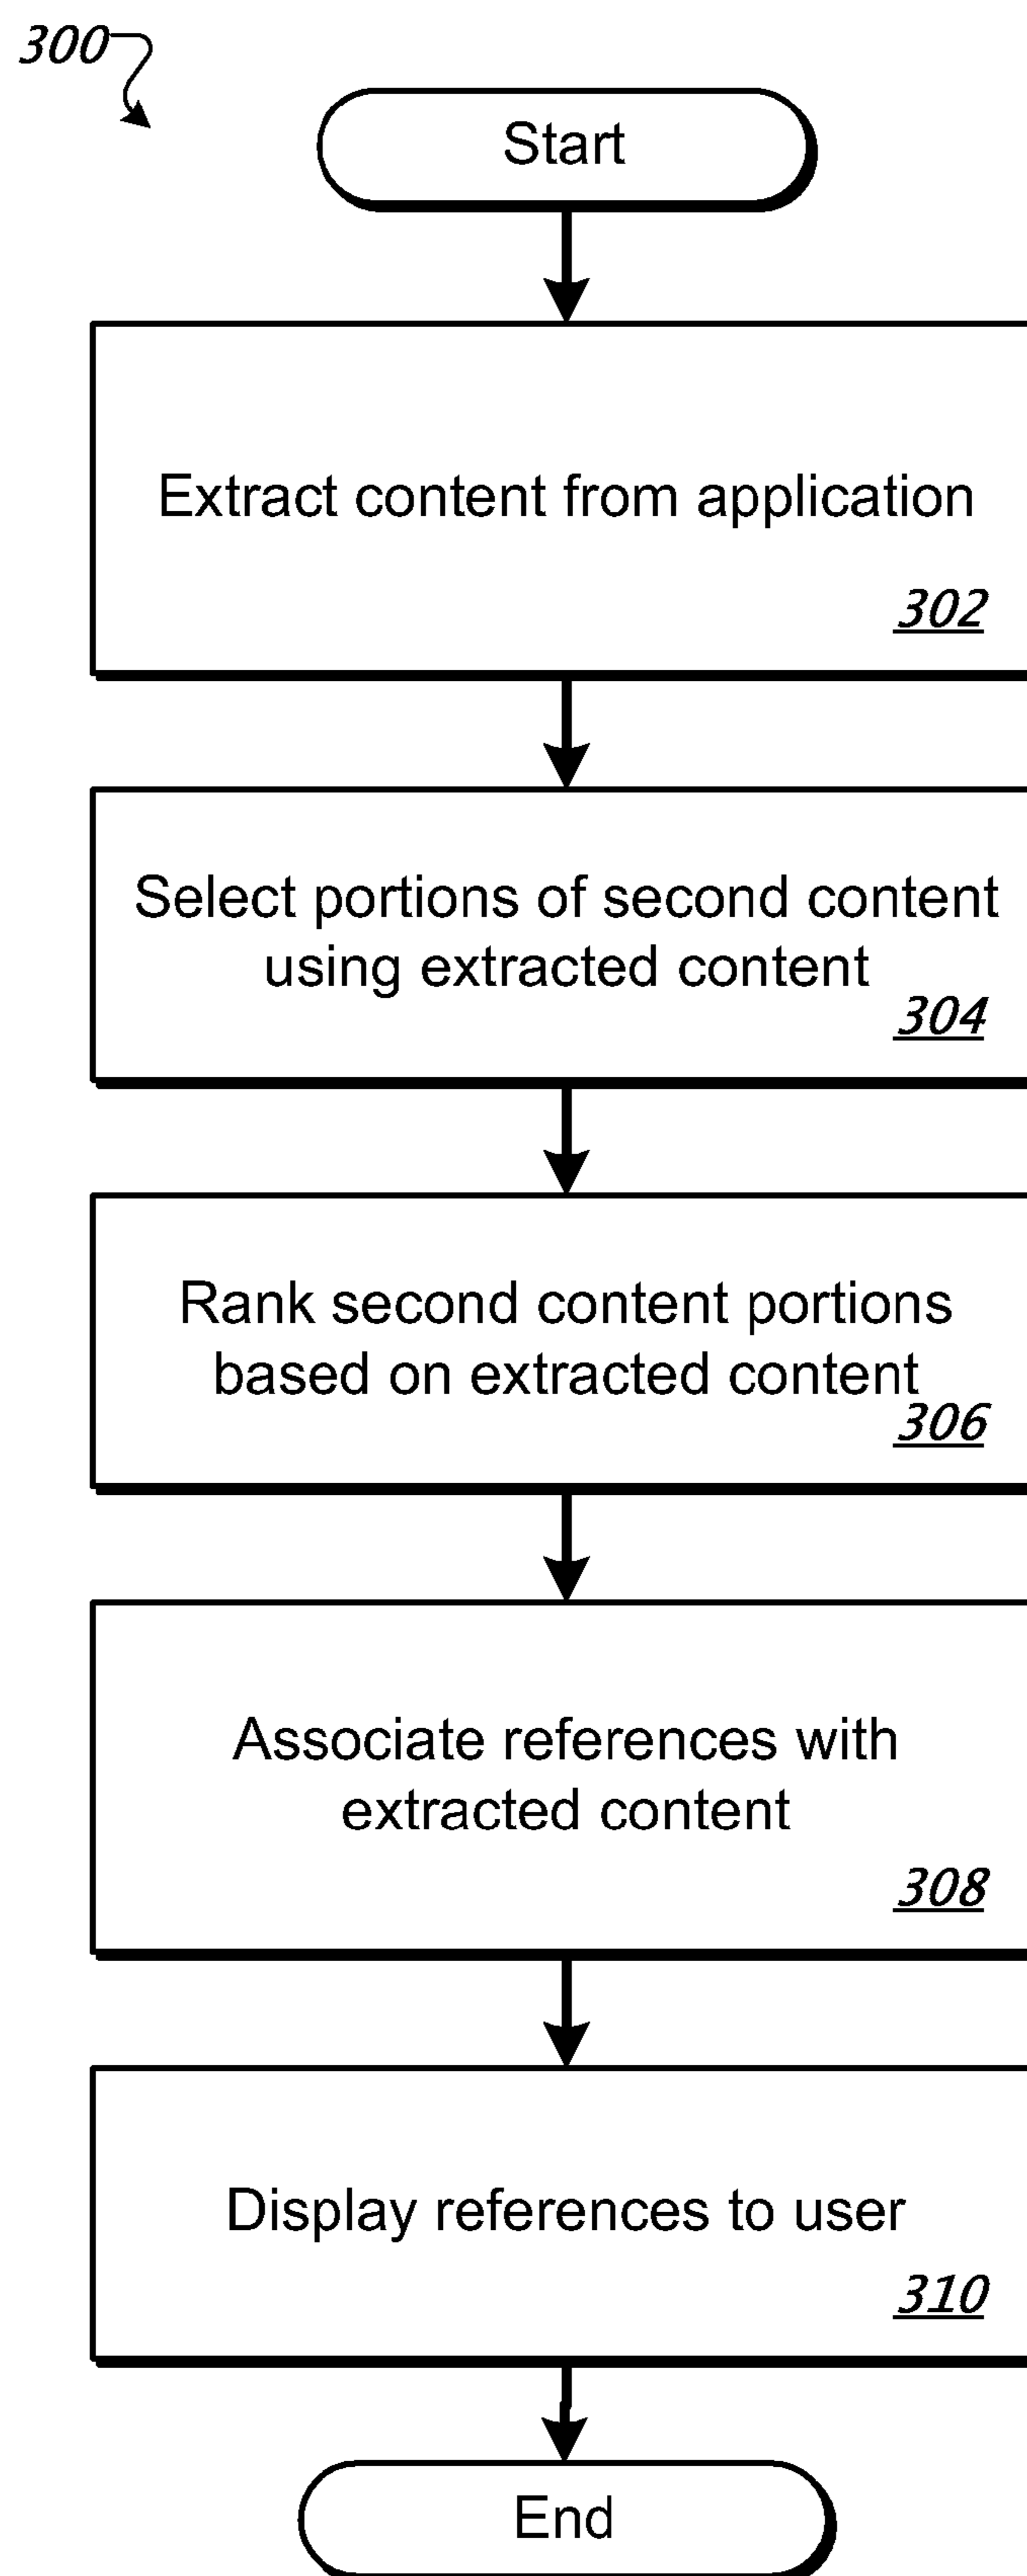 300
Start
Extract content from application
302
Select portions of second content
using extracted content
304
Rank second content portions
based on extracted content
306
Associate references with
extracted content
308
Display references to user
310
End